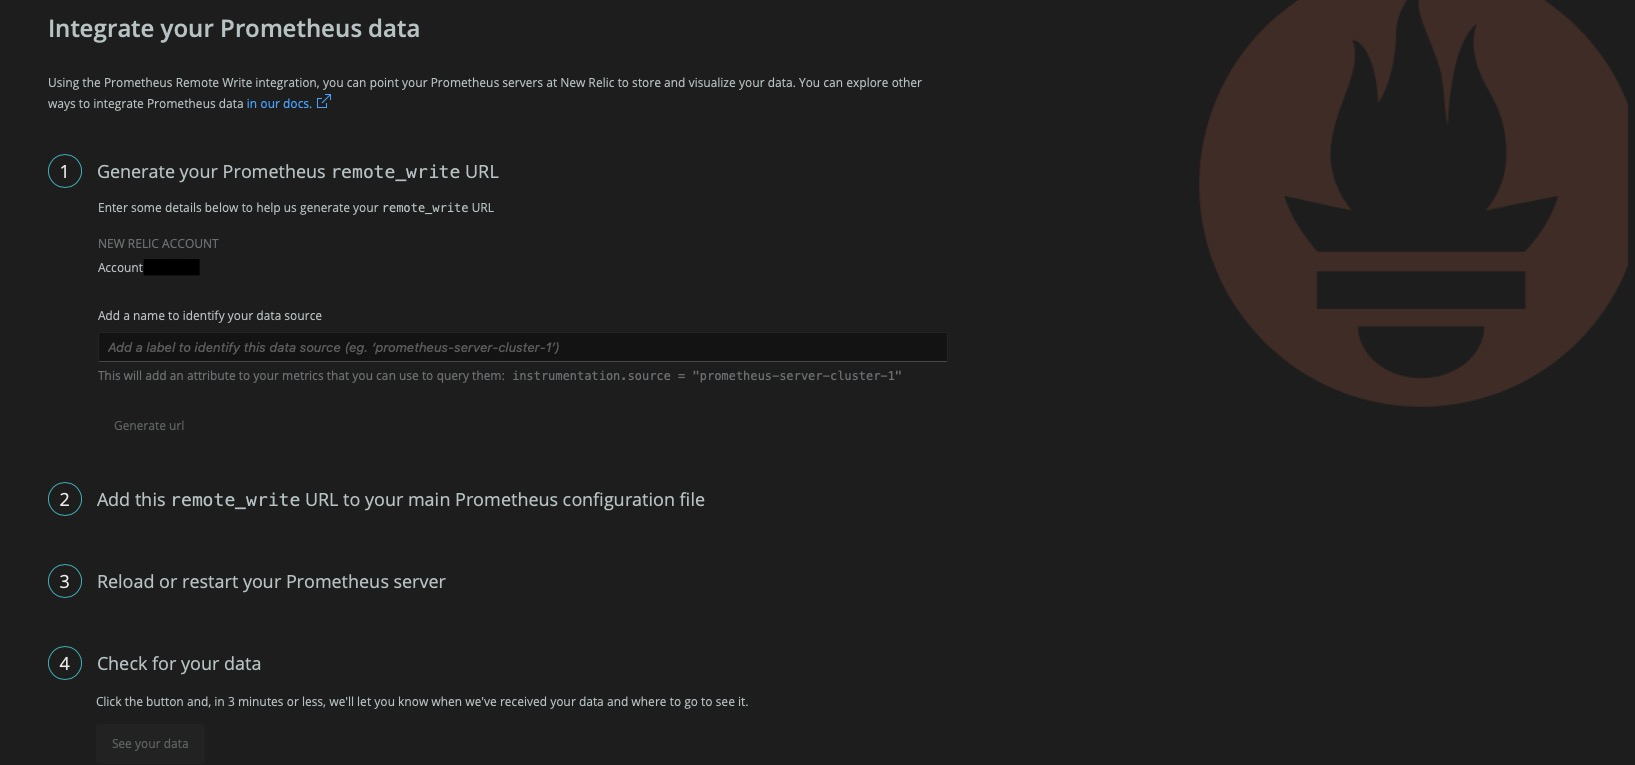 Integrate your Prometheus data
Using the Prometheus Remote Write integration, you can point your Prometheus servers at New Relic to store and visualize your data. You can explore other
ways to integrate Prometheus data in our docs.
1 Generate your Prometheus remote_write URL
Enter some details below to help us generate your remote_write URL
NEW RELIC ACCOUNT
Account
Add a name to identify your data source
Add a label to identify this data source (eg. 'prometheus-server-cluster-1')
This will add an attribute to your metrics that you can use to query them: instrumentation.source = "prometheus-server-cluster-1"
Generate url
2 Add this remote_write URL to your main Prometheus configuration file
3 Reload or restart your Prometheus server
4 Check for your data
Click the button and, in 3 minutes or less, we'll let you know when we've received your data and where to go to see it.
See your data